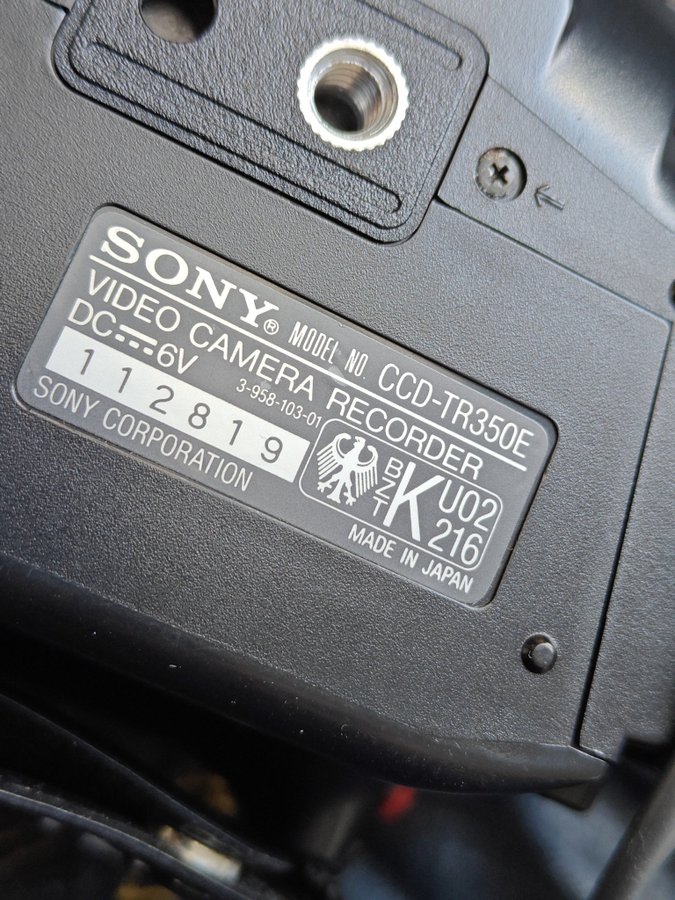 SONY® MODEL NO CCD-TR350E
VIDEO CAMERA RECORDER
DC⎓6V
3-958-103-01
112819
SONY CORPORATION
BZT K U02 216
MADE IN JAPAN